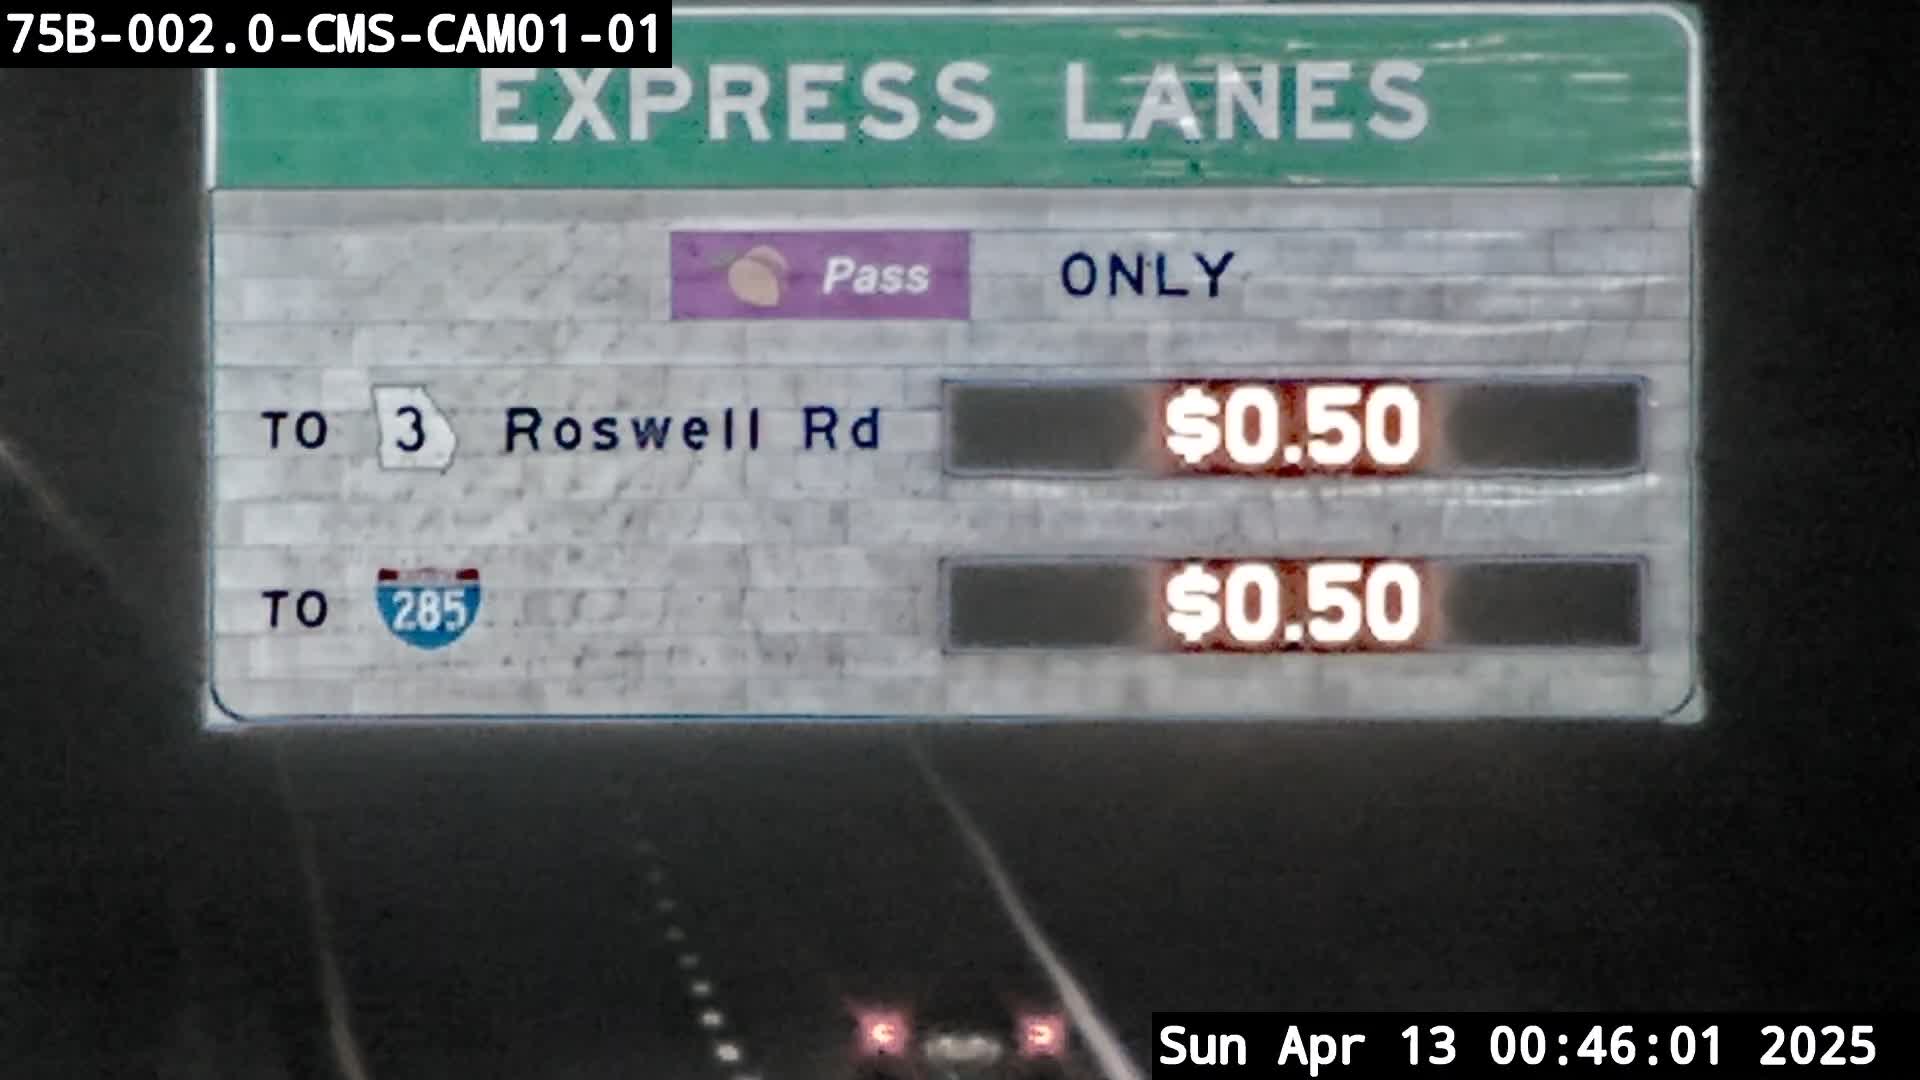 75B-002.0-CMS-CAM01-01
EXPRESS LANES
Pass ONLY
TO 3 Roswell Rd $0.50
TO 285 $0.50
Sun Apr 13 00:46:01 2025